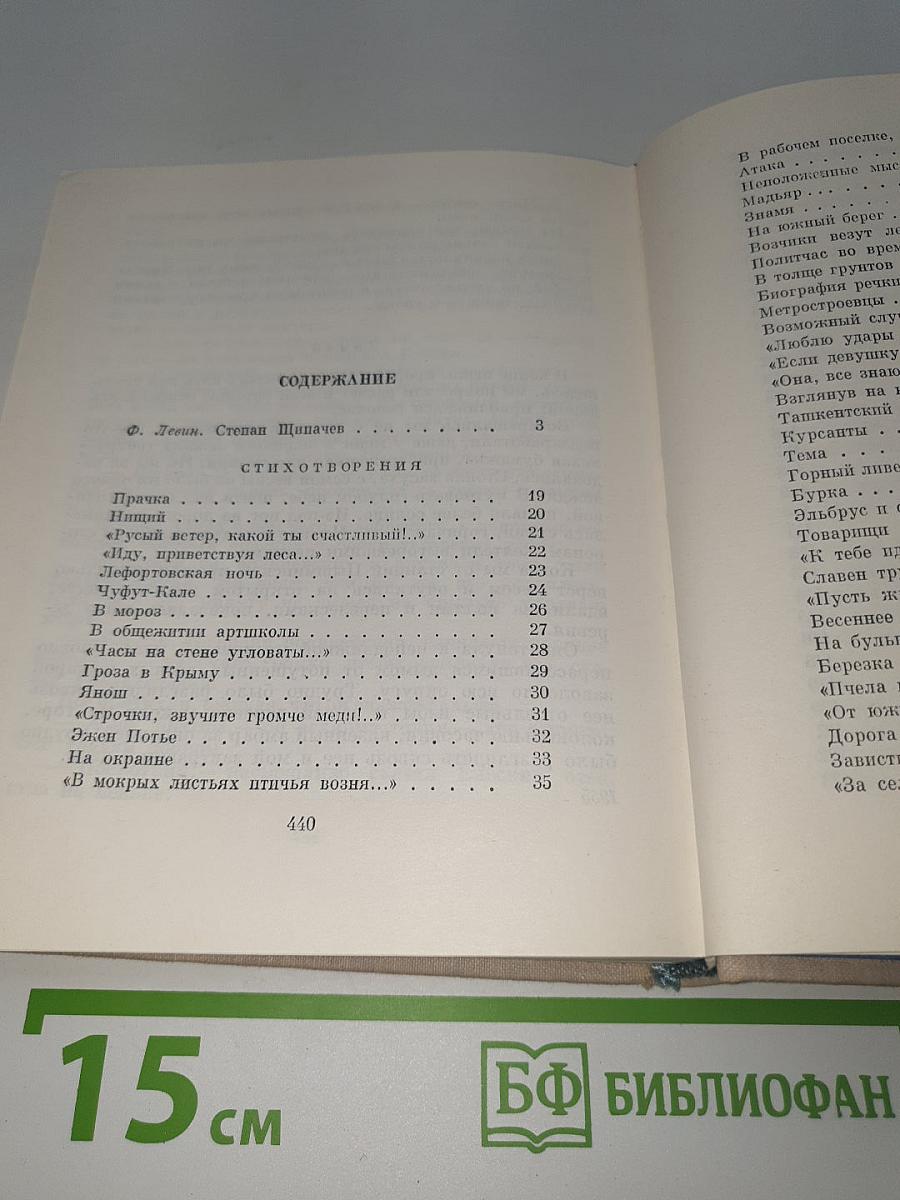 СОДЕРЖАНИЕ
Ф. Левин. Степан Щипачев . . . . . . . . . 3
СТИХОТВОРЕНИЯ
Прачка . . . . . . . . . . . . . . . . . . 19
Нищий . . . . . . . . . . . . . . . . . . 20
«Русый ветер, какой ты счастливый!..» . . . . 21
«Иду, приветствуя леса...» . . . . . . . . . 22
Лефортовская ночь . . . . . . . . . . . . 23
Чуфут-Кале . . . . . . . . . . . . . . . . 24
В мороз . . . . . . . . . . . . . . . . . . 26
В общежитии артшколы . . . . . . . . . . 27
«Часы на стене угловаты...» . . . . . . . . 28
Гроза в Крыму . . . . . . . . . . . . . . 29
Янош . . . . . . . . . . . . . . . . . . . 30
«Строчки, звучите громче меди!..» . . . . . 31
Эжен Потье . . . . . . . . . . . . . . . . 32
На окраине . . . . . . . . . . . . . . . . 33
«В мокрых листьях птичья возня...» . . . . . 35
440
В рабочем поселке,
Атака . . . . . . .
Неположенные мыс
Мадьяр . . . . . .
Знамя . . . . . .
На южный берег .
Возчики везут ле
Политчас во врем
В толще грунтов
Биография речки
Метростроевцы .
Возможный слу
«Люблю удары
«Если девушку
«Она, все знаю
Взглянув на к
Ташкентский
Курсанты . .
Тема . . . .
Горный ливе
Бурка . . .
Эльбрус и с
Товарищи
«К тебе ид
Славен тр
«Пусть ж
Весеннее
На буль
Березка
«Пчела
«От юж
Дорога
Завист
«За сел
15 см
БФ БИБЛИОФАН